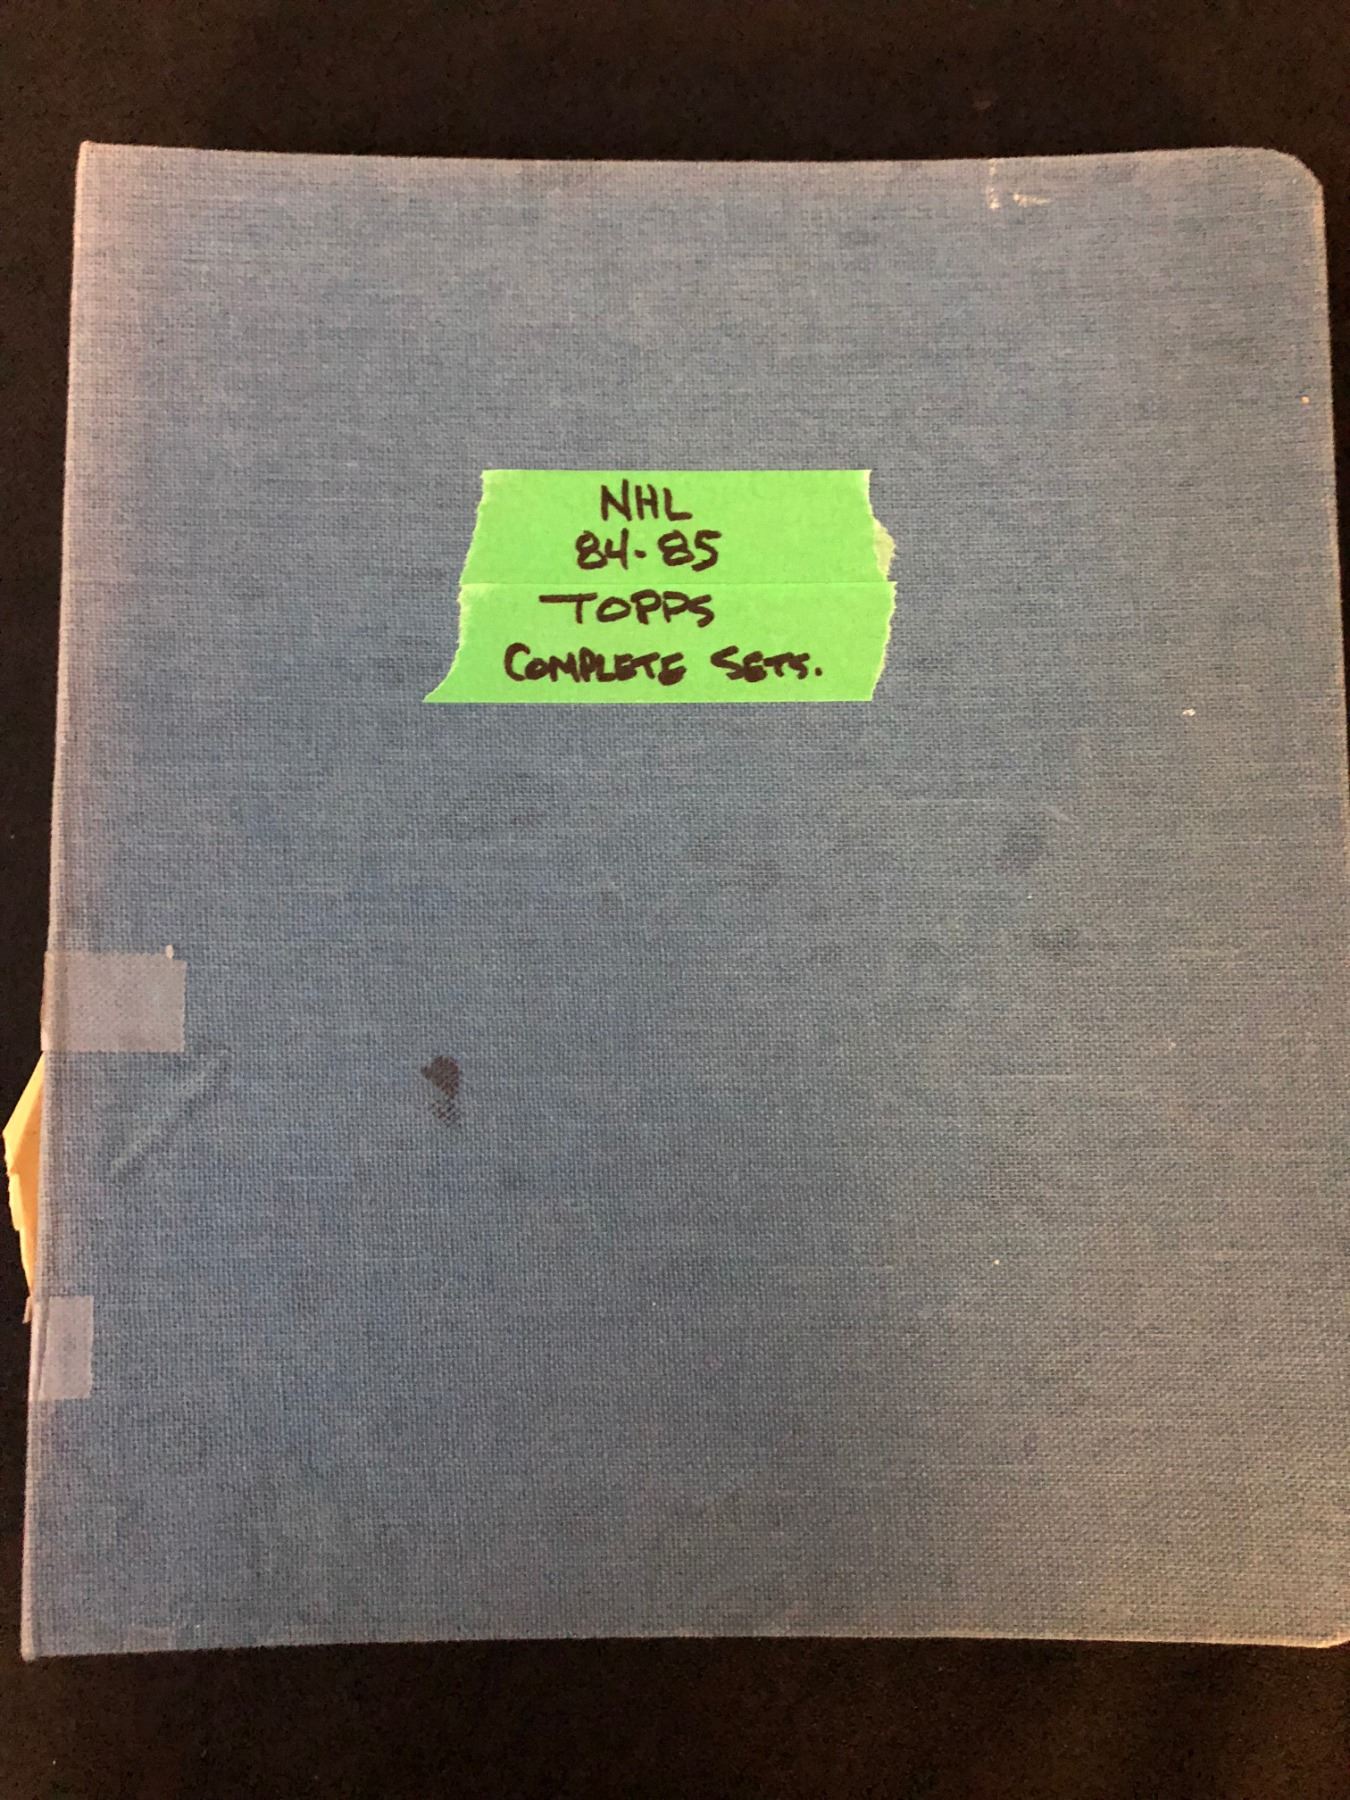 NHL
84-85
TOPPS
COMPLETE SETS.